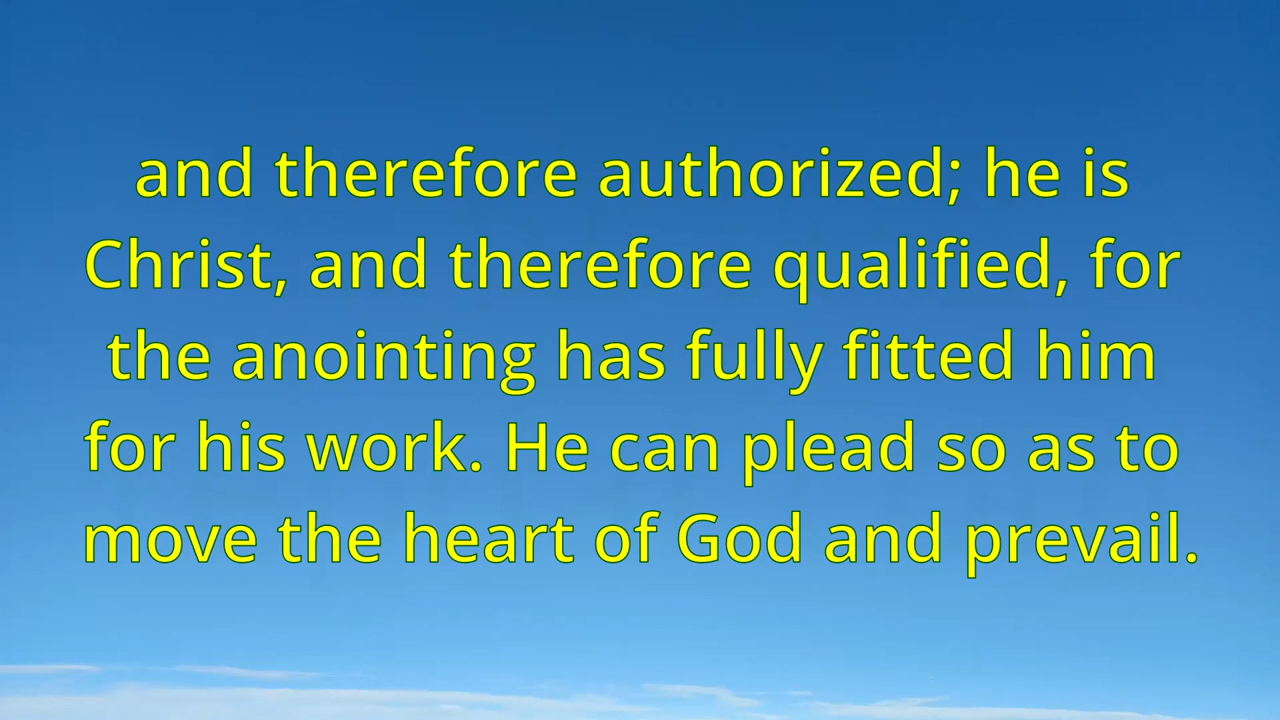 and therefore authorized; he is
Christ, and therefore qualified, for
the anointing has fully fitted him
for his work. He can plead so as to
move the heart of God and prevail.